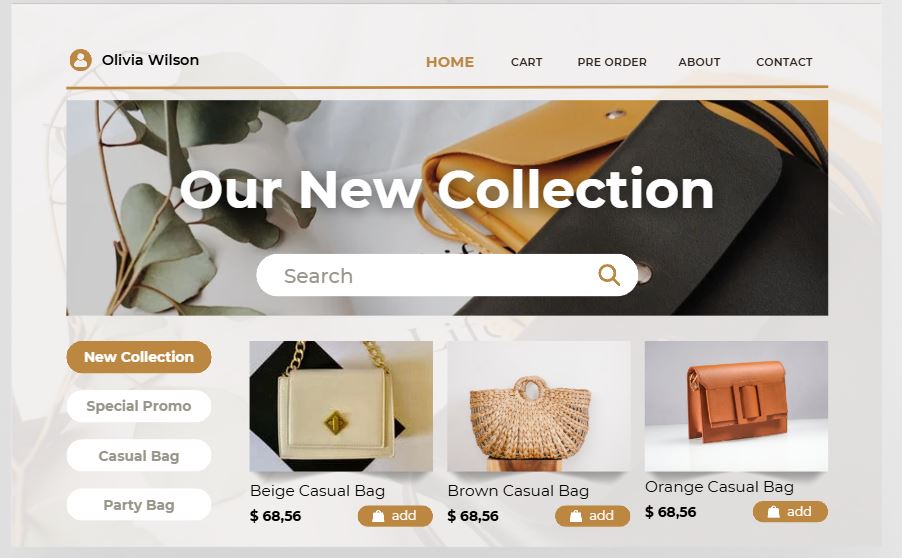 Olivia Wilson
HOME CART PRE ORDER ABOUT CONTACT
Our New Collection
Search
New Collection
Special Promo
Casual Bag
Party Bag
Beige Casual Bag
$ 68,56 add
Brown Casual Bag
$ 68,56 add
Orange Casual Bag
$ 68,56 add